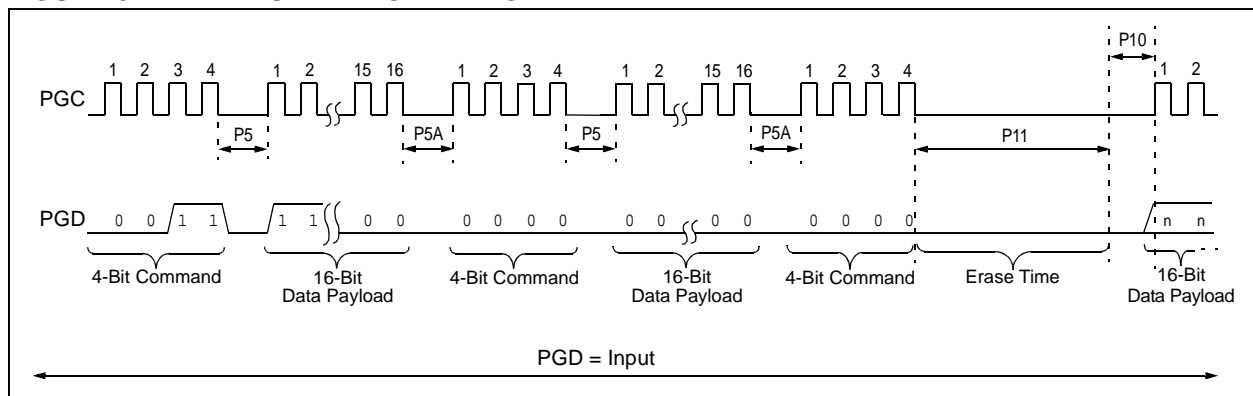 P10
1 2 3 4 1 2 15 16 1 2 3 4 1 2 15 16 1 2 3 4 1 2
PGC
P5 P5A P5 P5A P11
PGD 0 0 1 1 1 1 0 0 0 0 0 0 0 0 0 0 0 0 0 0 n n
4-Bit Command 16-Bit 4-Bit Command 16-Bit 4-Bit Command Erase Time 16-Bit
Data Payload Data Payload Data Payload
PGD = Input